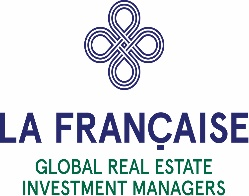 LA FRANÇAISE
GLOBAL REAL ESTATE
INVESTMENT MANAGERS